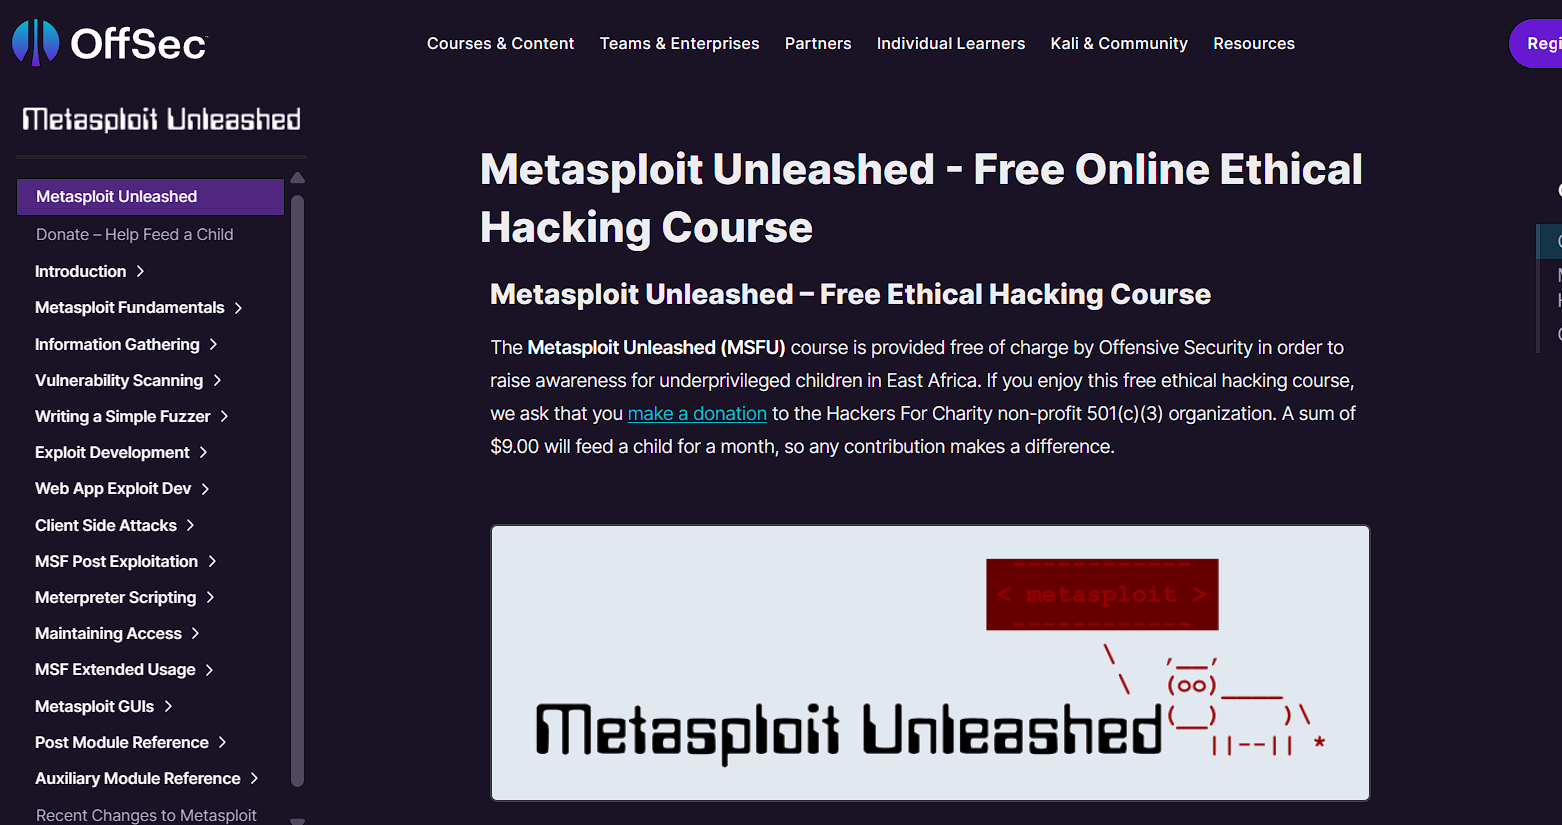 OffSec
Courses & Content
Teams & Enterprises
Partners
Individual Learners
Kali & Community
Resources
Metasploit Unleashed
Metasploit Unleashed
Donate – Help Feed a Child
Introduction
Metasploit Fundamentals
Information Gathering
Vulnerability Scanning
Writing a Simple Fuzzer
Exploit Development
Web App Exploit Dev
Client Side Attacks
MSF Post Exploitation
Meterpreter Scripting
Maintaining Access
MSF Extended Usage
Metasploit GUIs
Post Module Reference
Auxiliary Module Reference
Recent Changes to Metasploit
Metasploit Unleashed - Free Online Ethical
Hacking Course
Metasploit Unleashed – Free Ethical Hacking Course
The Metasploit Unleashed (MSFU) course is provided free of charge by Offensive Security in order to
raise awareness for underprivileged children in East Africa. If you enjoy this free ethical hacking course,
we ask that you make a donation to the Hackers For Charity non-profit 501(c)(3) organization. A sum of
$9.00 will feed a child for a month, so any contribution makes a difference.
< metasploit >
Metasploit Unleashed